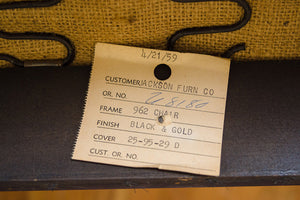 4/21/59
CUSTOMER JACKSON FURN CO
OR. NO.
FRAME 962 CHAIR
FINISH BLACK & GOLD
COVER 25-95-29 D
CUST. OR. NO.